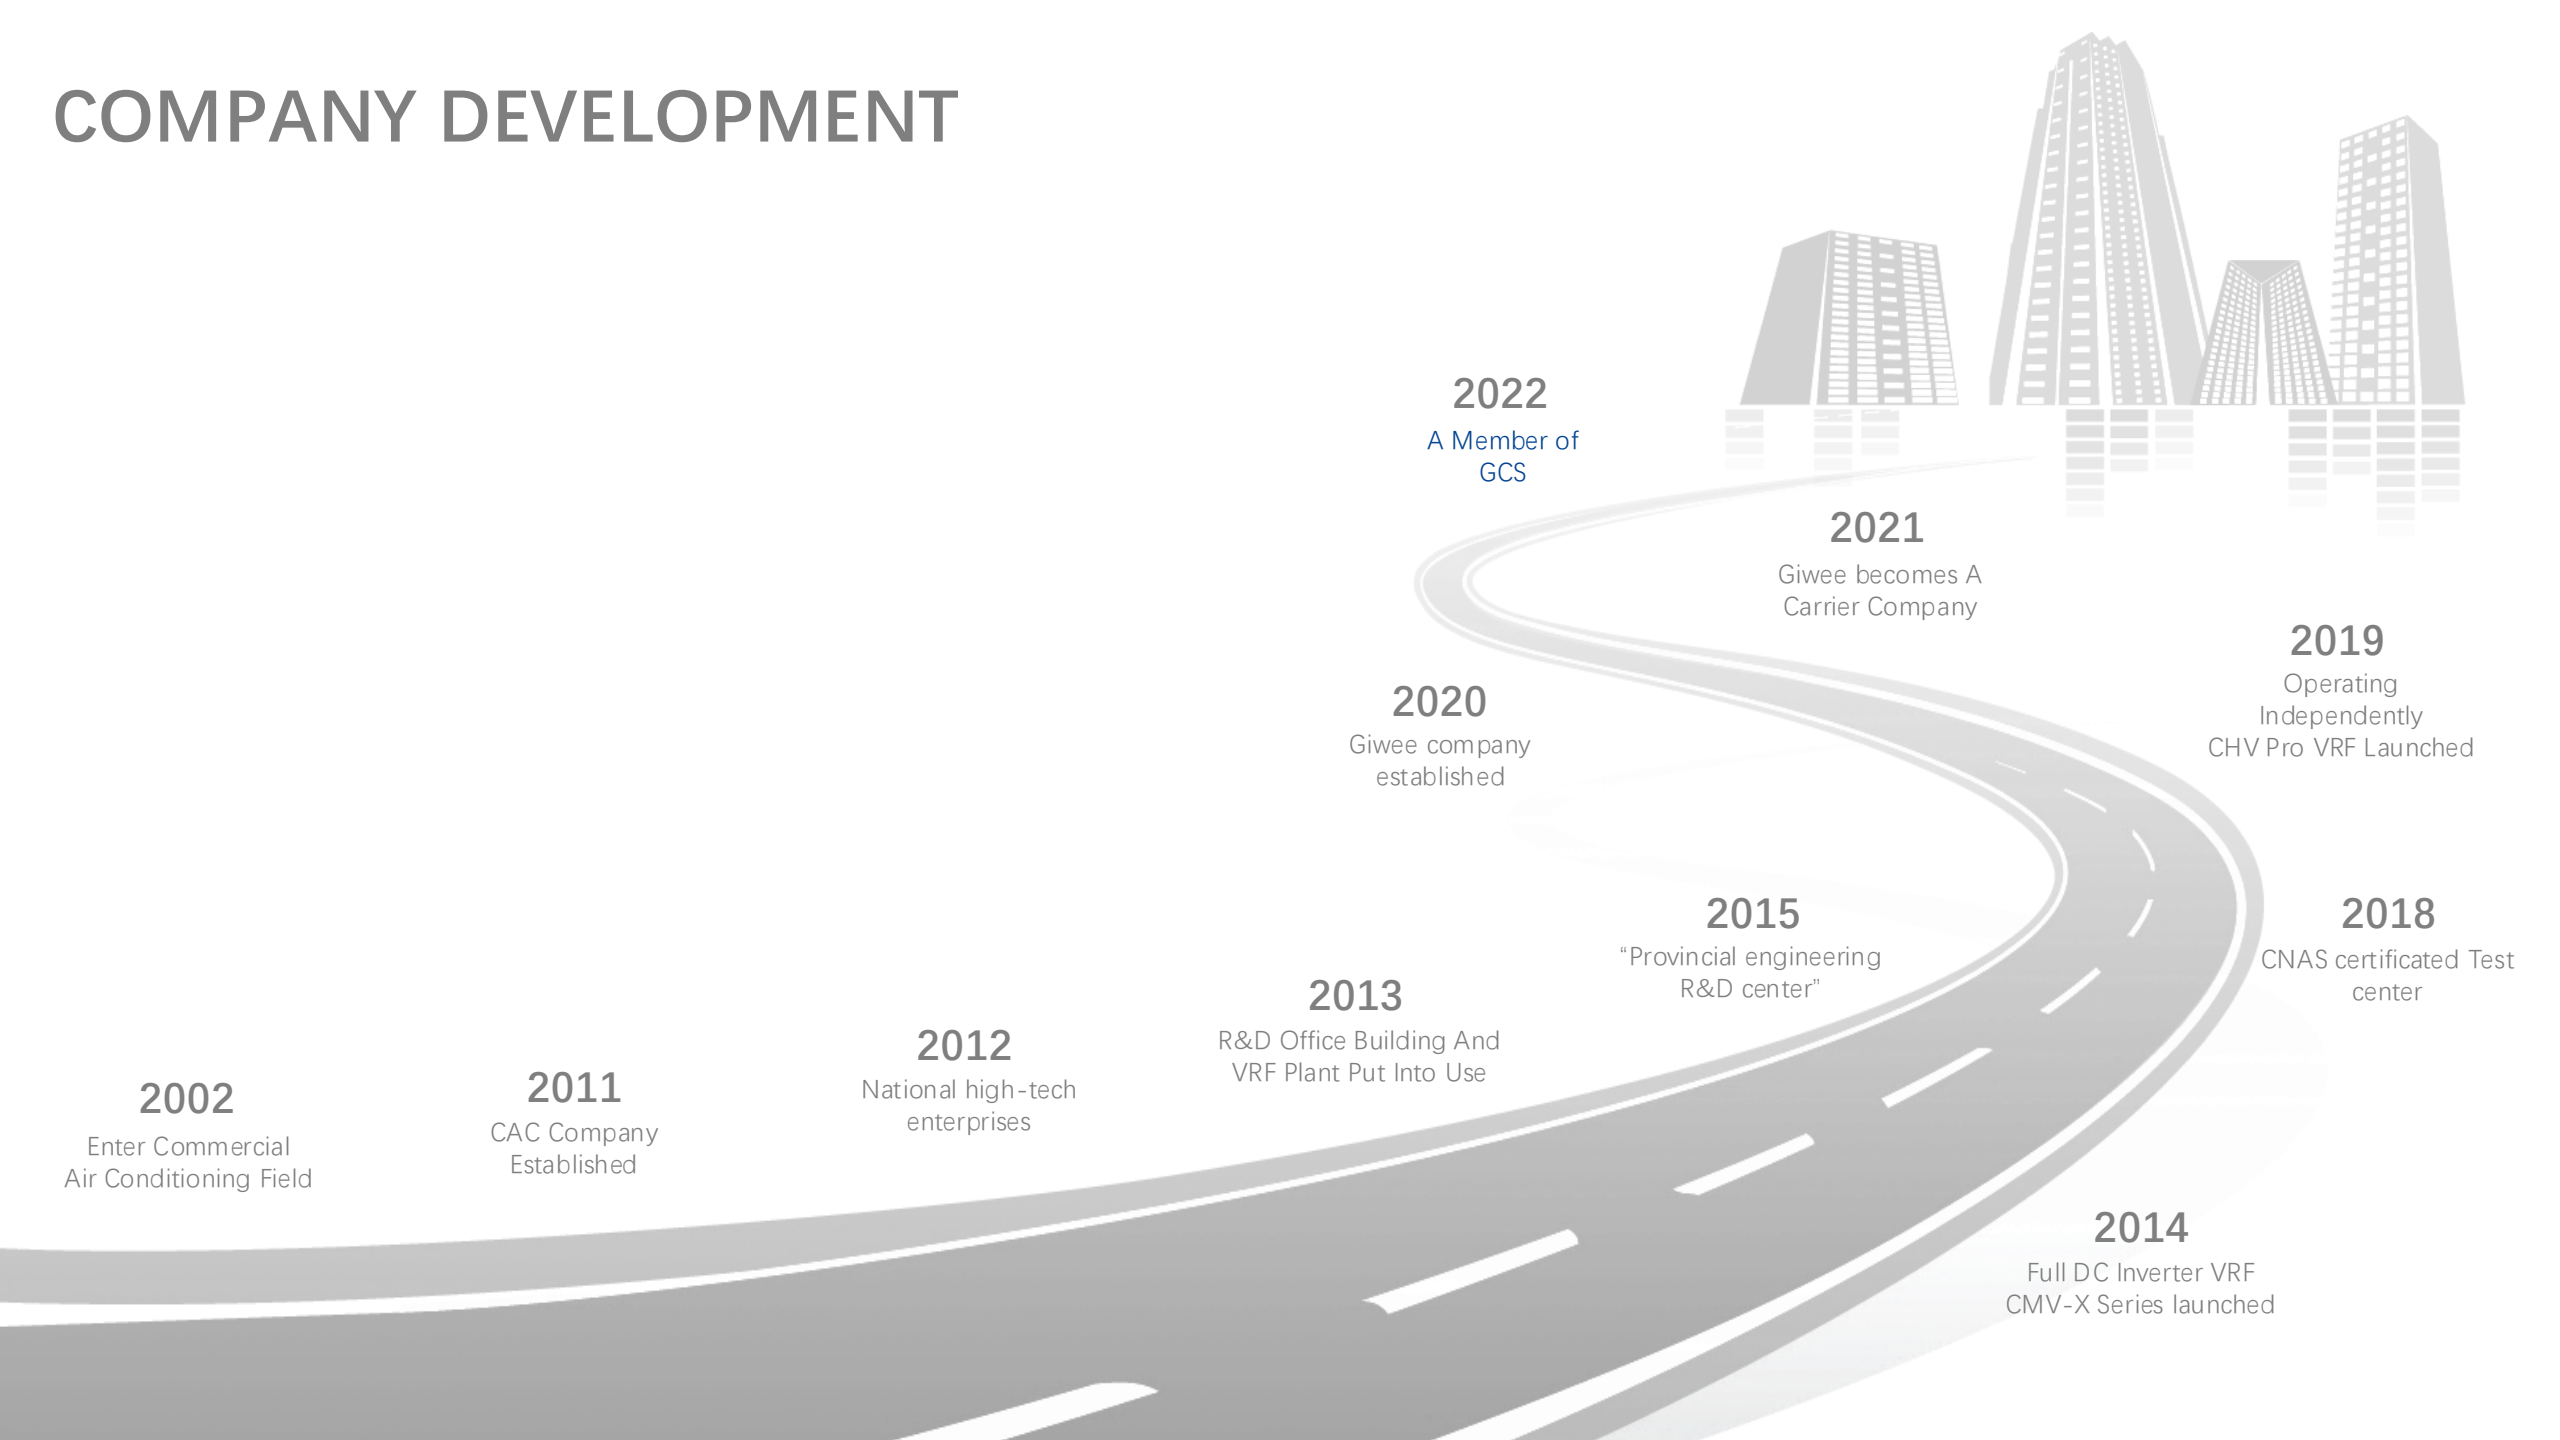 COMPANY DEVELOPMENT
2002
Enter Commercial
Air Conditioning Field
2011
CAC Company
Established
2012
National high-tech
enterprises
2013
R&D Office Building And
VRF Plant Put Into Use
2014
Full DC Inverter VRF
CMV-X Series launched
2015
“Provincial engineering
R&D center”
2018
CNAS certificated Test
center
2019
Operating
Independently
CHV Pro VRF Launched
2020
Giwee company
established
2021
Giwee becomes A
Carrier Company
2022
A Member of
GCS